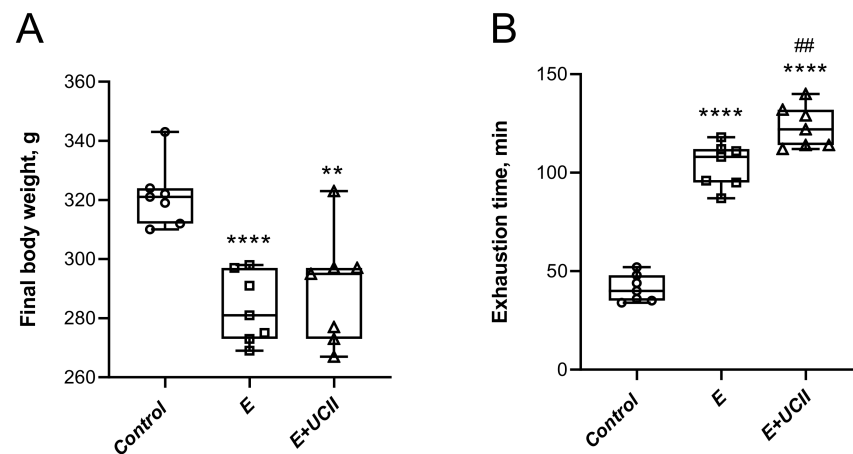 A
Final body weight, g
360
340
320
300
280
260
****
**
Control
E
E+UCII
B
Exhaustion time, min
150
100
50
0
****
##
****
Control
E
E+UCII